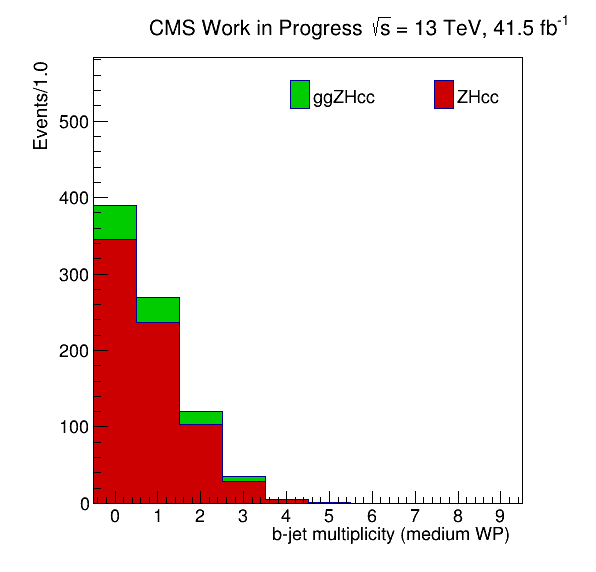 CMS Work in Progress √s = 13 TeV, 41.5 fb⁻¹
Events/1.0
ggZHcc
ZHcc
500
400
300
200
100
0
0 1 2 3 4 5 6 7 8 9
b-jet multiplicity (medium WP)